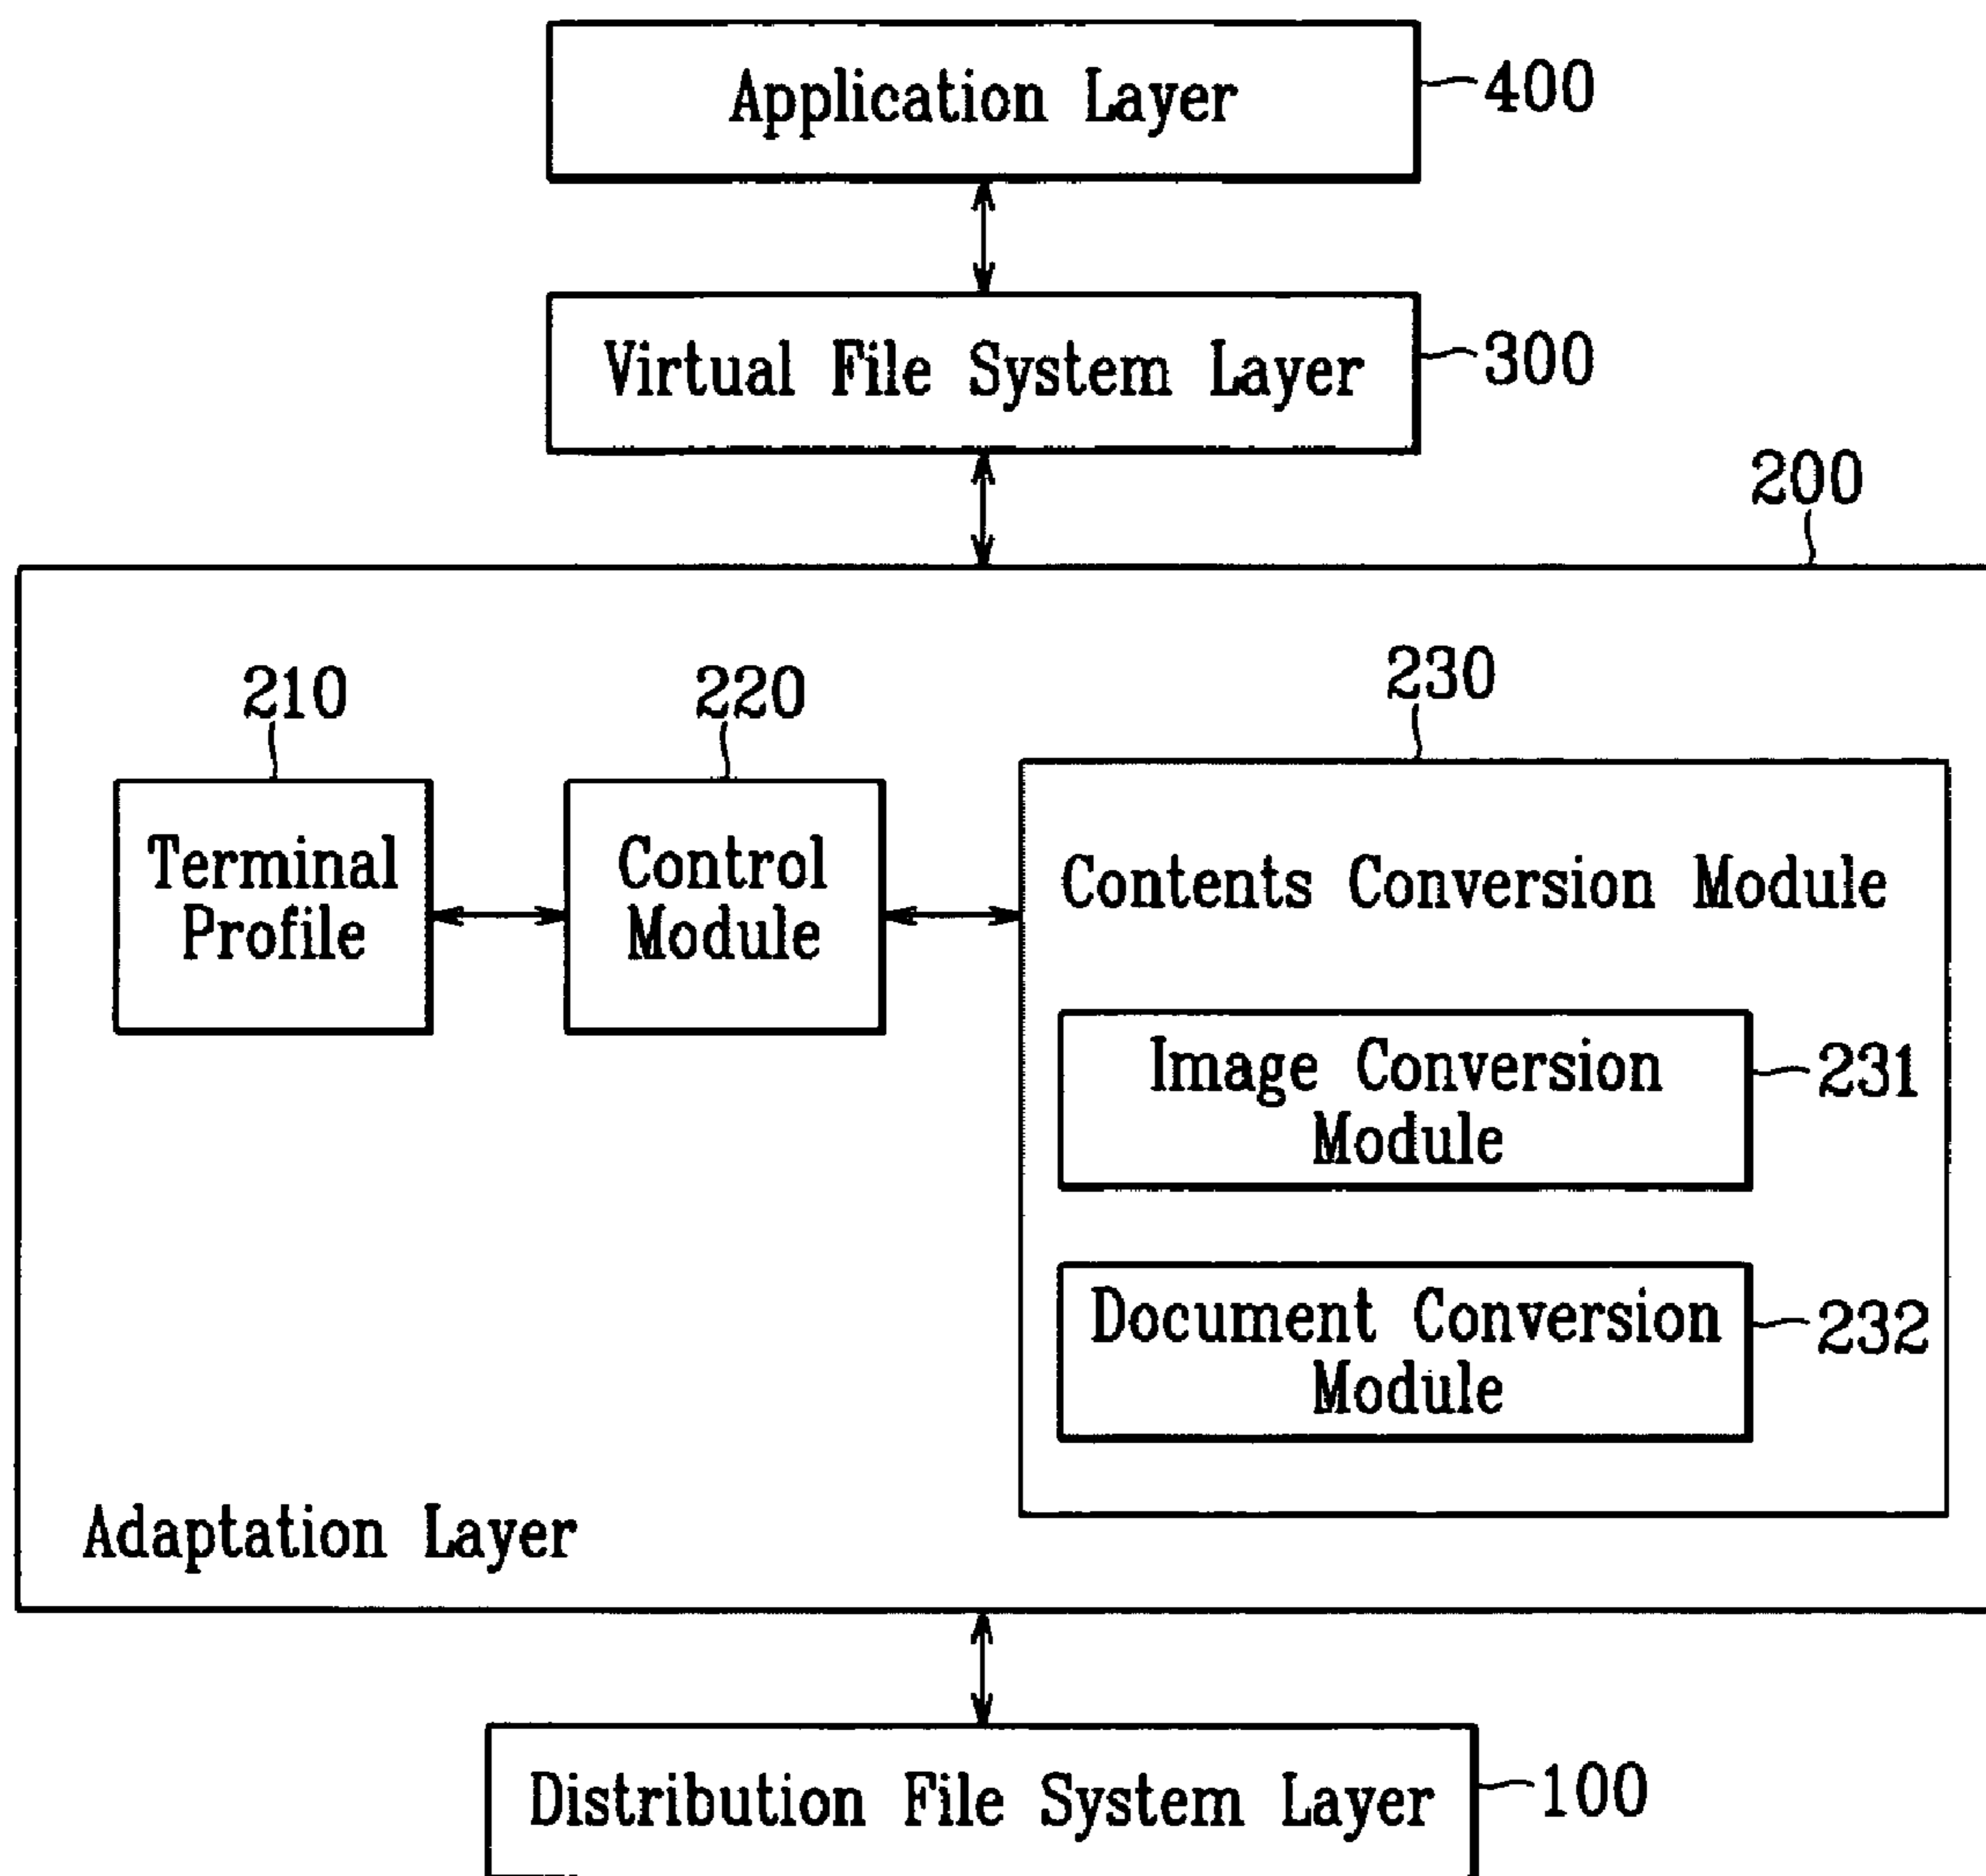 Application Layer
400
Virtual File System Layer
300
200
210
220
230
Terminal
Profile
Control
Module
Contents Conversion Module
Image Conversion
Module
231
Document Conversion
Module
232
Adaptation Layer
Distribution File System Layer
100